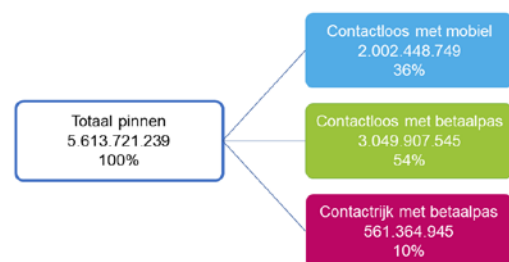 Contactloos met mobiel
2.002.448.749
36%
Totaal pinnen
5.613.721.239
100%
Contactloos met betaalpas
3.049.907.545
54%
Contactrijk met betaalpas
561.364.945
10%